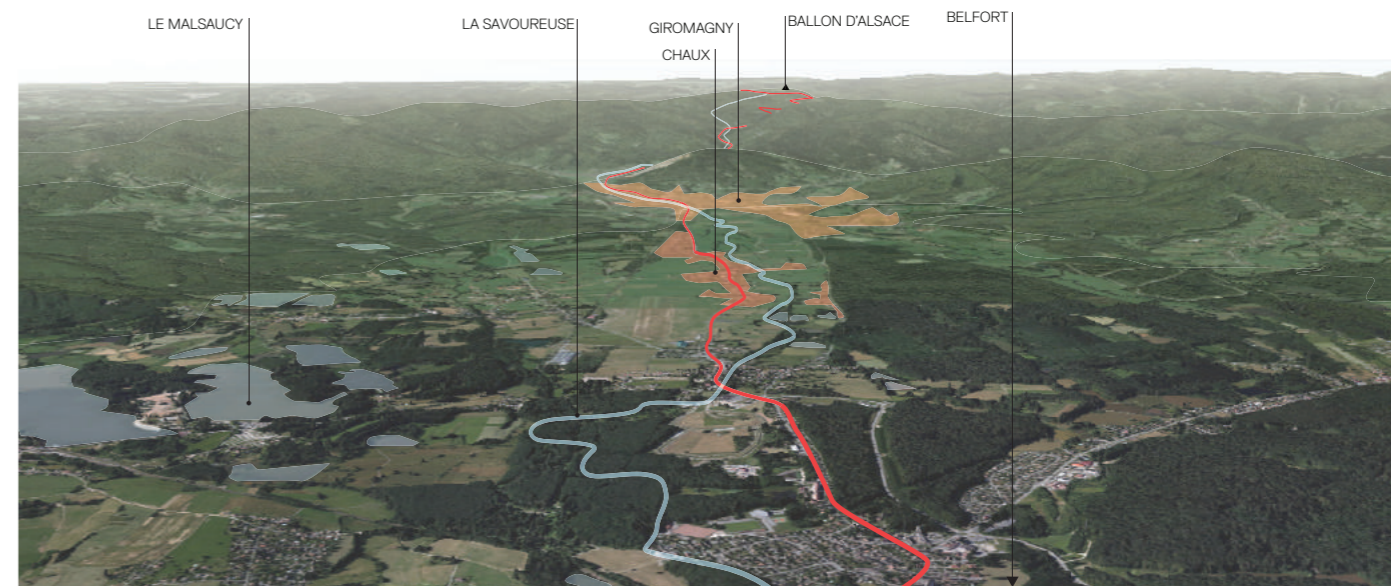 LE MALSAUCY
LA SAVOUREUSE
GIROMAGNY
CHAUX
BALLON D'ALSACE
BELFORT